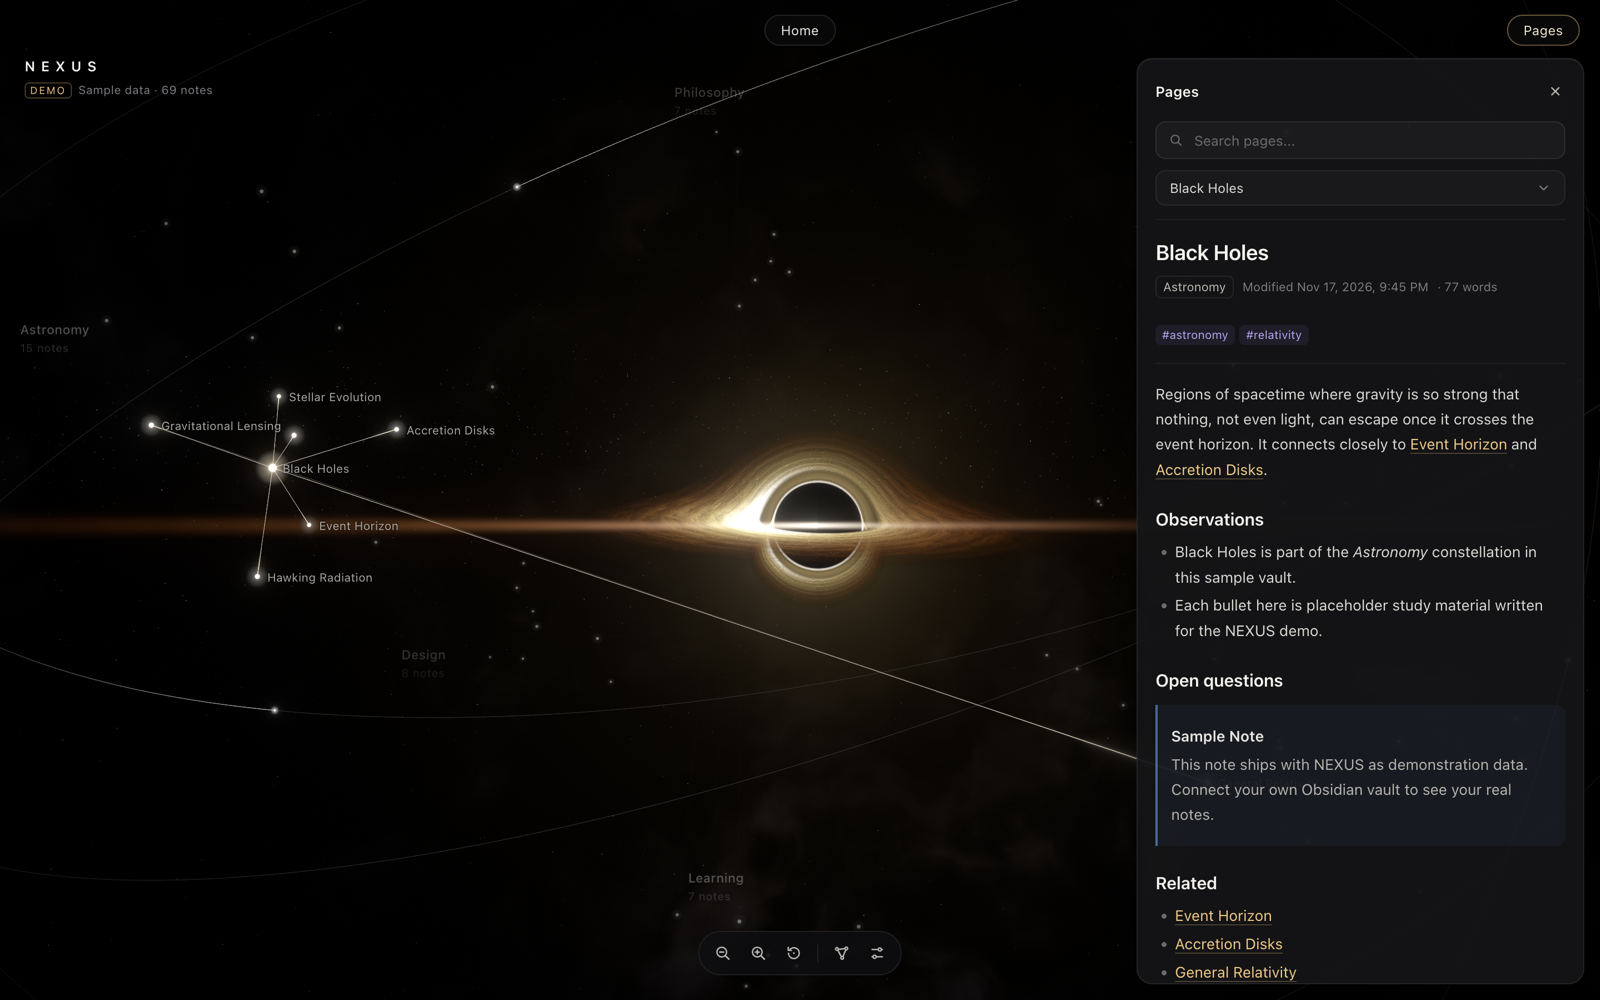 Home
Pages
NEXUS
DEMO Sample data · 69 notes
Philosophy
7 notes
Astronomy
15 notes
Stellar Evolution
Gravitational Lensing
Accretion Disks
Black Holes
Event Horizon
Hawking Radiation
Design
8 notes
Learning
7 notes
Pages
Search pages...
Black Holes
Black Holes
Astronomy Modified Nov 17, 2026, 9:45 PM · 77 words
#astronomy #relativity
Regions of spacetime where gravity is so strong that
nothing, not even light, can escape once it crosses the
event horizon. It connects closely to Event Horizon and
Accretion Disks.
Observations
• Black Holes is part of the Astronomy constellation in
this sample vault.
• Each bullet here is placeholder study material written
for the NEXUS demo.
Open questions
Sample Note
This note ships with NEXUS as demonstration data.
Connect your own Obsidian vault to see your real
notes.
Related
• Event Horizon
• Accretion Disks
• General Relativity